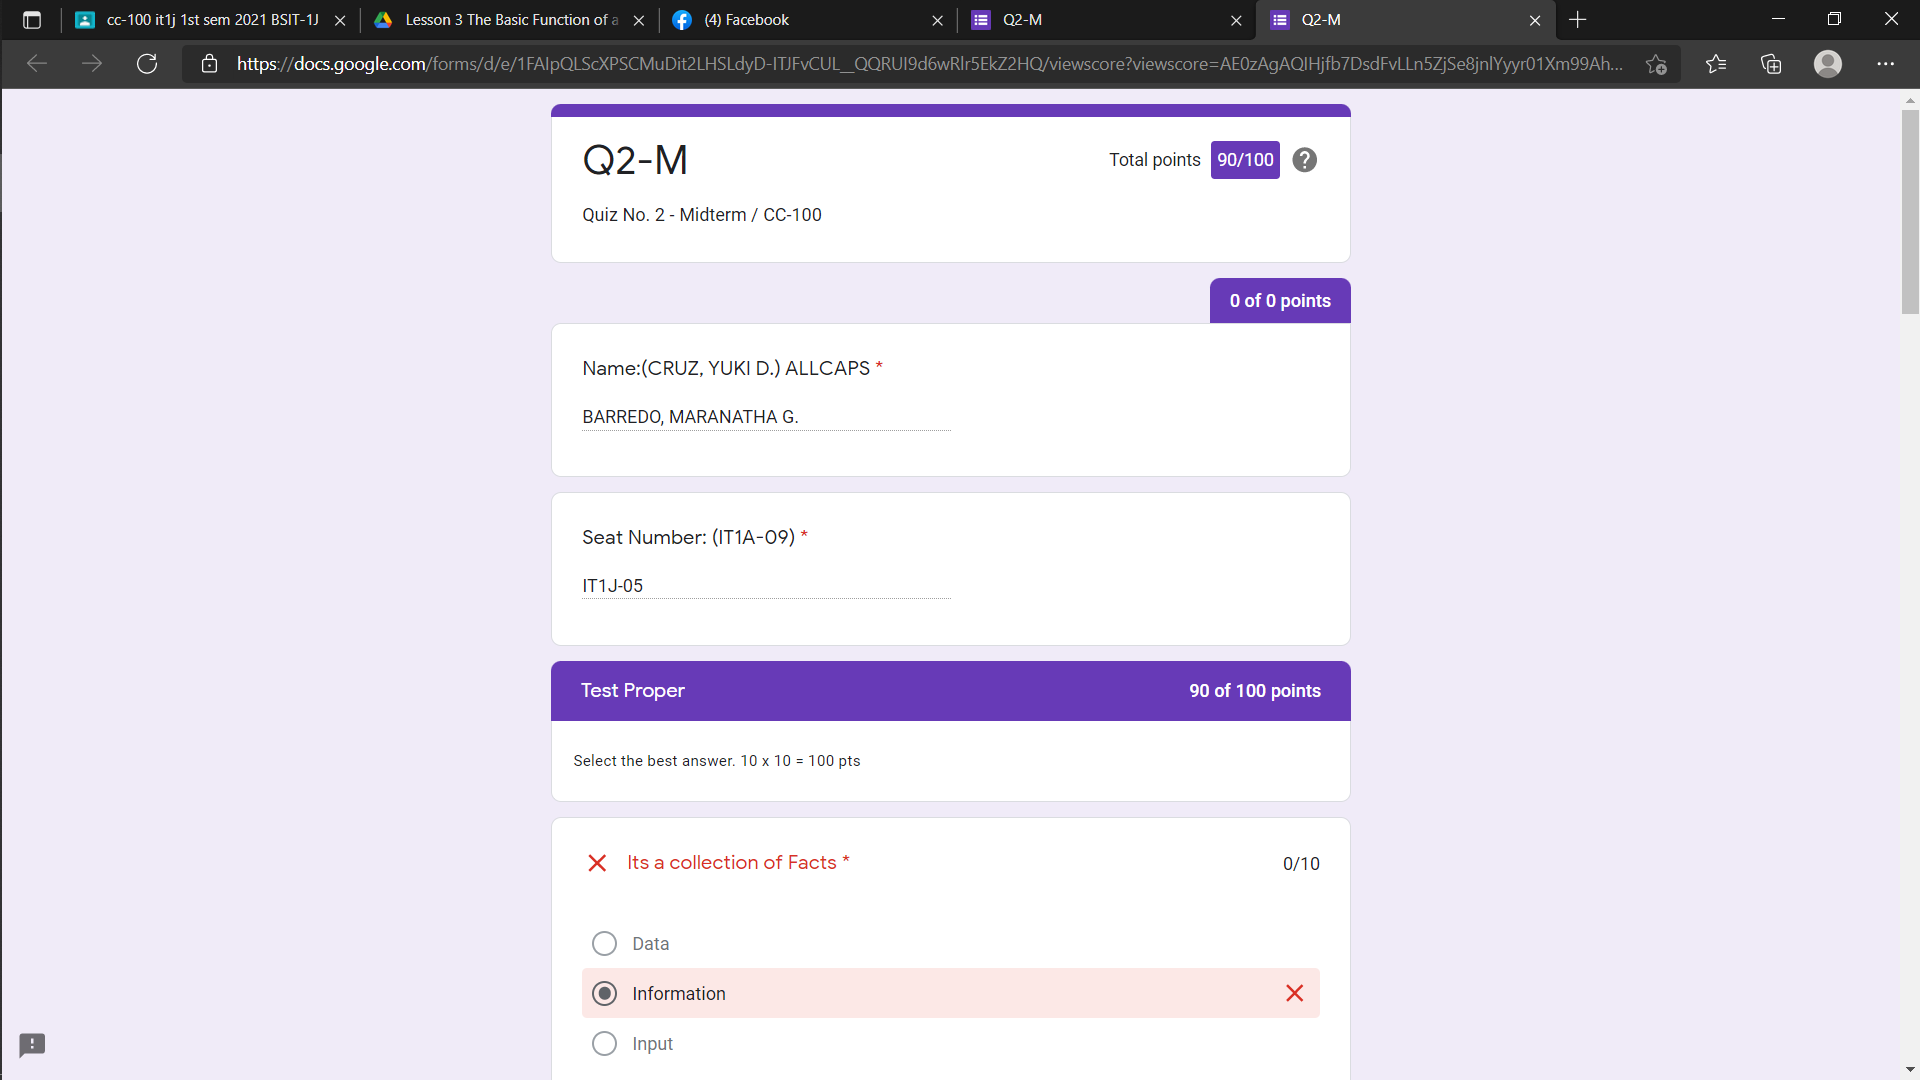 cc-100 it1j 1st sem 2021 BSIT-1J
Lesson 3 The Basic Function of a
(4) Facebook
Q2-M
Q2-M
https://docs.google.com/forms/d/e/1FAIpQLScXPSCMuDit2LHSLdyD-ITJFvCUL__QQRUI9d6wRlr5EkZ2HQ/viewscore?viewscore=AE0zAgAQIHjfb7DsdFvLLn5ZjSe8jnlYyyr01Xm99Ah...
Q2-M
Total points 90/100
Quiz No. 2 - Midterm / CC-100
0 of 0 points
Name:(CRUZ, YUKI D.) ALLCAPS *
BARREDO, MARANATHA G.
Seat Number: (IT1A-09) *
IT1J-05
Test Proper
90 of 100 points
Select the best answer. 10 x 10 = 100 pts
Its a collection of Facts *
0/10
Data
Information
Input